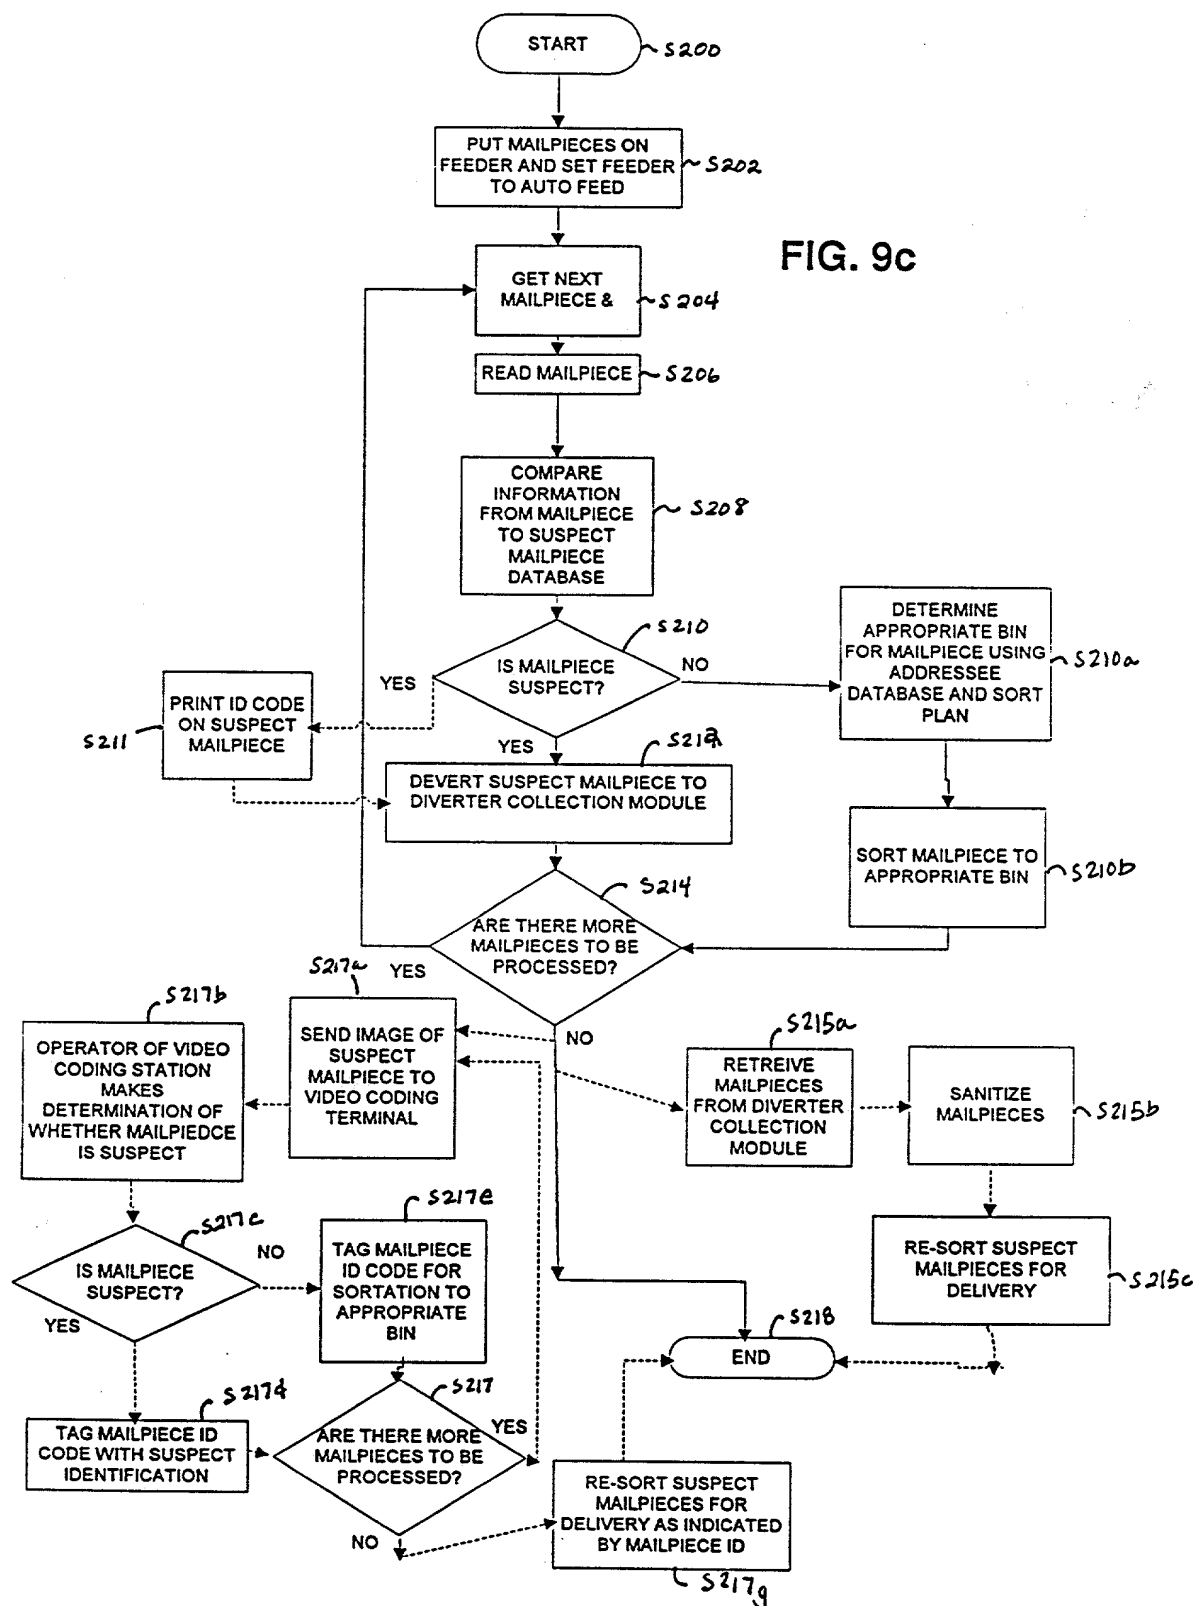 START
S200
PUT MAILPIECES ON
FEEDER AND SET FEEDER
TO AUTO FEED
S202
FIG. 9c
GET NEXT
MAILPIECE &
S204
READ MAILPIECE
S206
COMPARE
INFORMATION
FROM MAILPIECE
TO SUSPECT
MAILPIECE
DATABASE
S208
DETERMINE
APPROPRIATE BIN
FOR MAILPIECE USING
ADDRESSEE
DATABASE AND SORT
PLAN
S210a
S210
IS MAILPIECE
SUSPECT?
NO
YES
YES
PRINT ID CODE
ON SUSPECT
MAILPIECE
S211
DEVERT SUSPECT MAILPIECE TO
DIVERTER COLLECTION MODULE
SORT MAILPIECE TO
APPROPRIATE BIN
S210b
S214
ARE THERE MORE
MAILPIECES TO BE
PROCESSED?
YES
NO
S217a
SEND IMAGE OF
SUSPECT
MAILPIECE TO
VIDEO CODING
TERMINAL
S217b
OPERATOR OF VIDEO
CODING STATION
MAKES
DETERMINATION OF
WHETHER MAILPIEDCE
IS SUSPECT
S215a
RETREIVE
MAILPIECES
FROM DIVERTER
COLLECTION
MODULE
SANITIZE
MAILPIECES
S215b
S217c
IS MAILPIECE
SUSPECT?
NO
YES
S217e
TAG MAILPIECE
ID CODE FOR
SORTATION TO
APPROPRIATE
BIN
RE-SORT SUSPECT
MAILPIECES FOR
DELIVERY
S215c
S218
END
S217d
TAG MAILPIECE ID
CODE WITH SUSPECT
IDENTIFICATION
S217
ARE THERE MORE
MAILPIECES TO BE
PROCESSED?
YES
NO
RE-SORT SUSPECT
MAILPIECES FOR
DELIVERY AS INDICATED
BY MAILPIECE ID
S217g